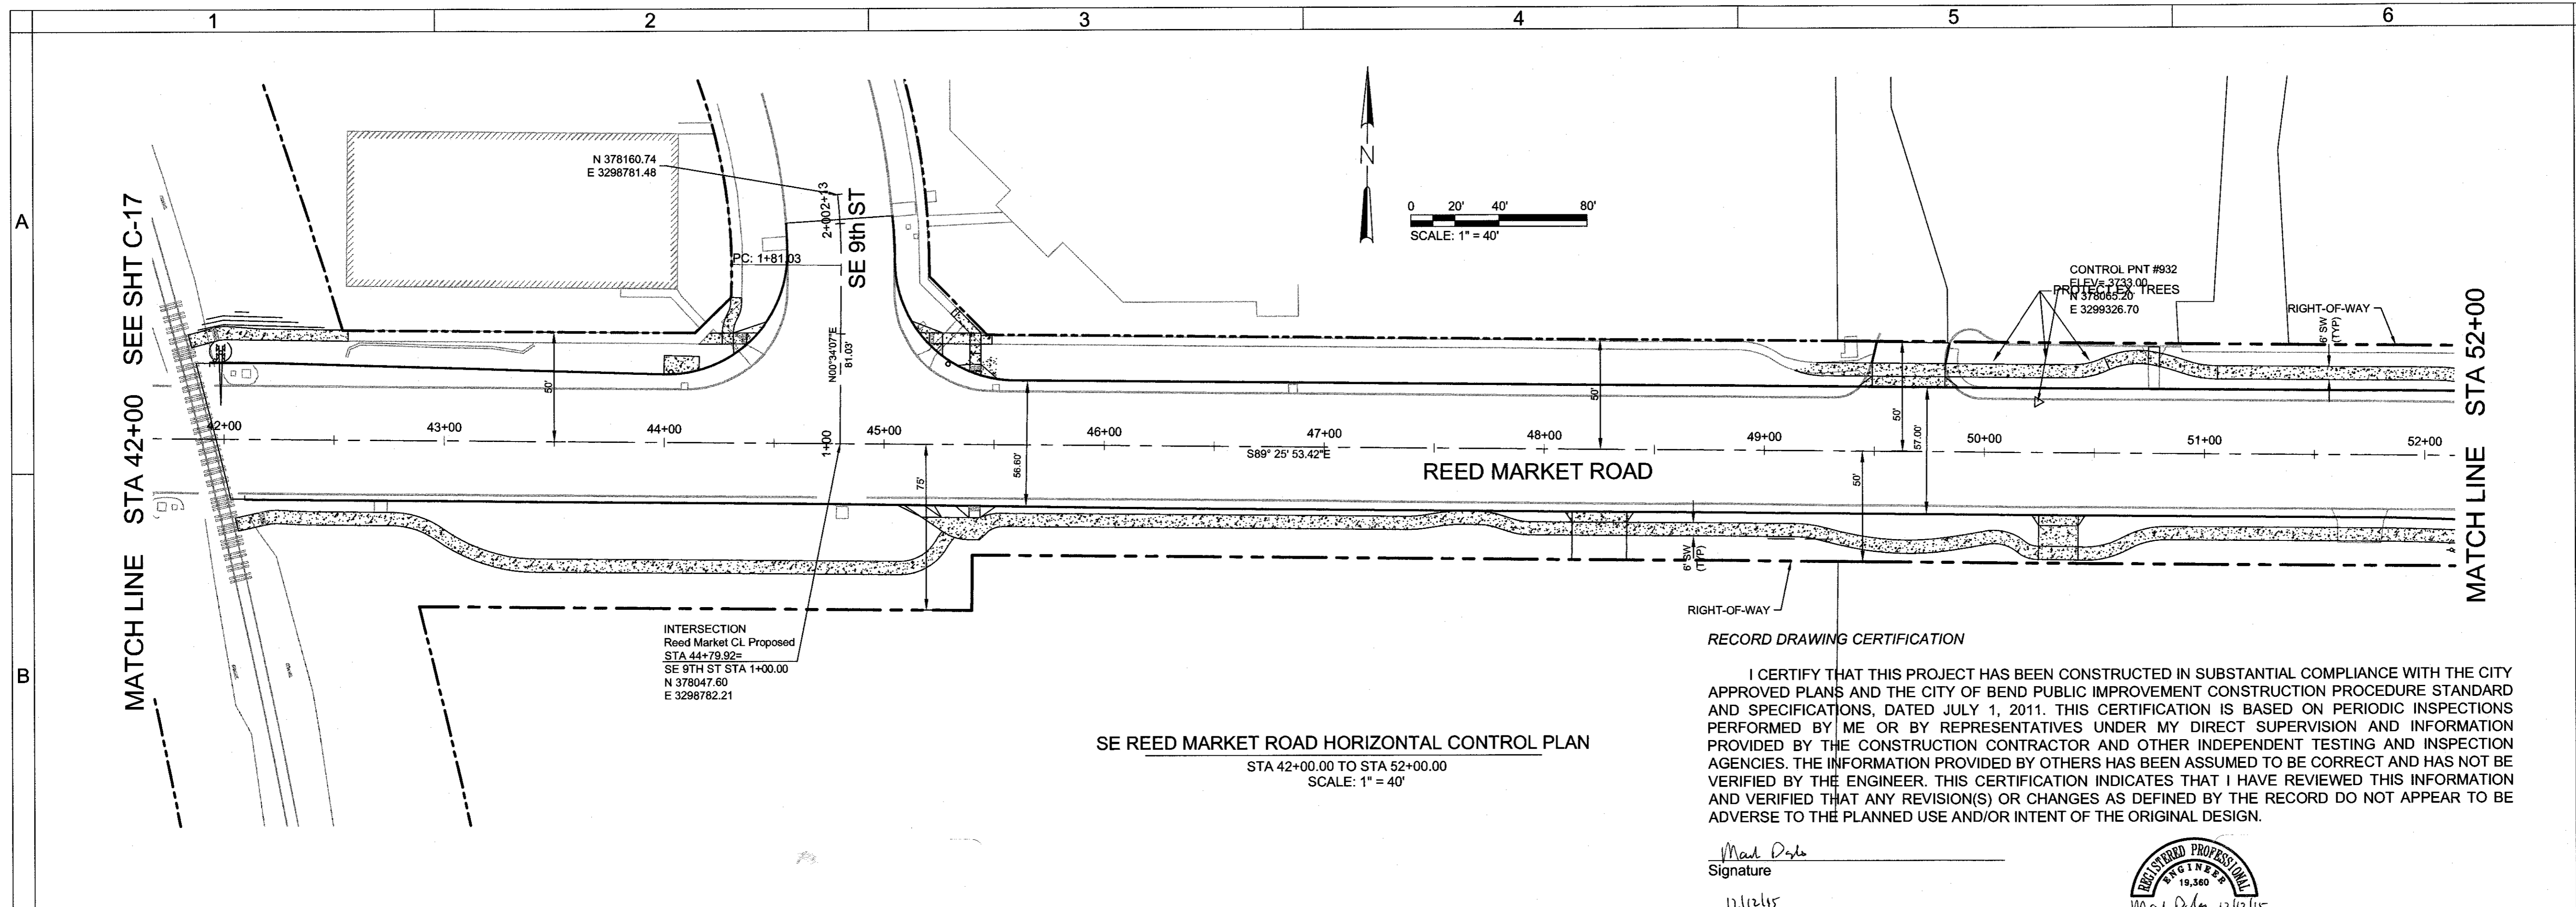 1 2 3 4 5 6
A
B
MATCH LINE STA 42+00 SEE SHT C-17
N 378160.74
E 3298781.48
2+00
2+13
SE 9th ST
PC: 1+81.03
N00°34'07"E
81.03'
1+00
N
0 20' 40' 80'
SCALE: 1" = 40'
CONTROL PNT #932
ELEV= 3733.00
PROTECT EX. TREES
N 378065.20
E 3299326.70
RIGHT-OF-WAY
6' SW
(TYP)
MATCH LINE STA 52+00
50'
50'
50'
57.00'
42+00 43+00 44+00 45+00 46+00 47+00 48+00 49+00 50+00 51+00 52+00
S89° 25' 53.42"E
REED MARKET ROAD
75'
56.60'
50'
6' SW
(TYP)
RIGHT-OF-WAY
INTERSECTION
Reed Market CL Proposed
STA 44+79.92=
SE 9TH ST STA 1+00.00
N 378047.60
E 3298782.21
SE REED MARKET ROAD HORIZONTAL CONTROL PLAN
STA 42+00.00 TO STA 52+00.00
SCALE: 1" = 40'
RECORD DRAWING CERTIFICATION
I CERTIFY THAT THIS PROJECT HAS BEEN CONSTRUCTED IN SUBSTANTIAL COMPLIANCE WITH THE CITY
APPROVED PLANS AND THE CITY OF BEND PUBLIC IMPROVEMENT CONSTRUCTION PROCEDURE STANDARD
AND SPECIFICATIONS, DATED JULY 1, 2011. THIS CERTIFICATION IS BASED ON PERIODIC INSPECTIONS
PERFORMED BY ME OR BY REPRESENTATIVES UNDER MY DIRECT SUPERVISION AND INFORMATION
PROVIDED BY THE CONSTRUCTION CONTRACTOR AND OTHER INDEPENDENT TESTING AND INSPECTION
AGENCIES. THE INFORMATION PROVIDED BY OTHERS HAS BEEN ASSUMED TO BE CORRECT AND HAS NOT BE
VERIFIED BY THE ENGINEER. THIS CERTIFICATION INDICATES THAT I HAVE REVIEWED THIS INFORMATION
AND VERIFIED THAT ANY REVISION(S) OR CHANGES AS DEFINED BY THE RECORD DO NOT APPEAR TO BE
ADVERSE TO THE PLANNED USE AND/OR INTENT OF THE ORIGINAL DESIGN.
Signature
12/12/15
REGISTERED PROFESSIONAL
ENGINEER
19,360
12/12/15